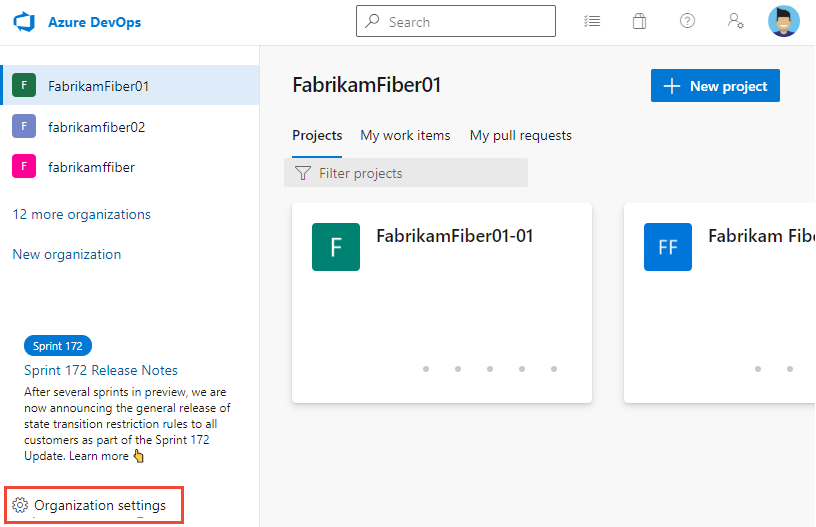 Azure DevOps
Search
F FabrikamFiber01
F fabrikamfiber02
F fabrikamffiber
12 more organizations
New organization
Sprint 172
Sprint 172 Release Notes
After several sprints in preview, we are
now announcing the general release of
state transition restriction rules to all
customers as part of the Sprint 172
Update. Learn more
Organization settings
FabrikamFiber01
New project
Projects My work items My pull requests
Filter projects
F FabrikamFiber01-01
FF Fabrikam Fib